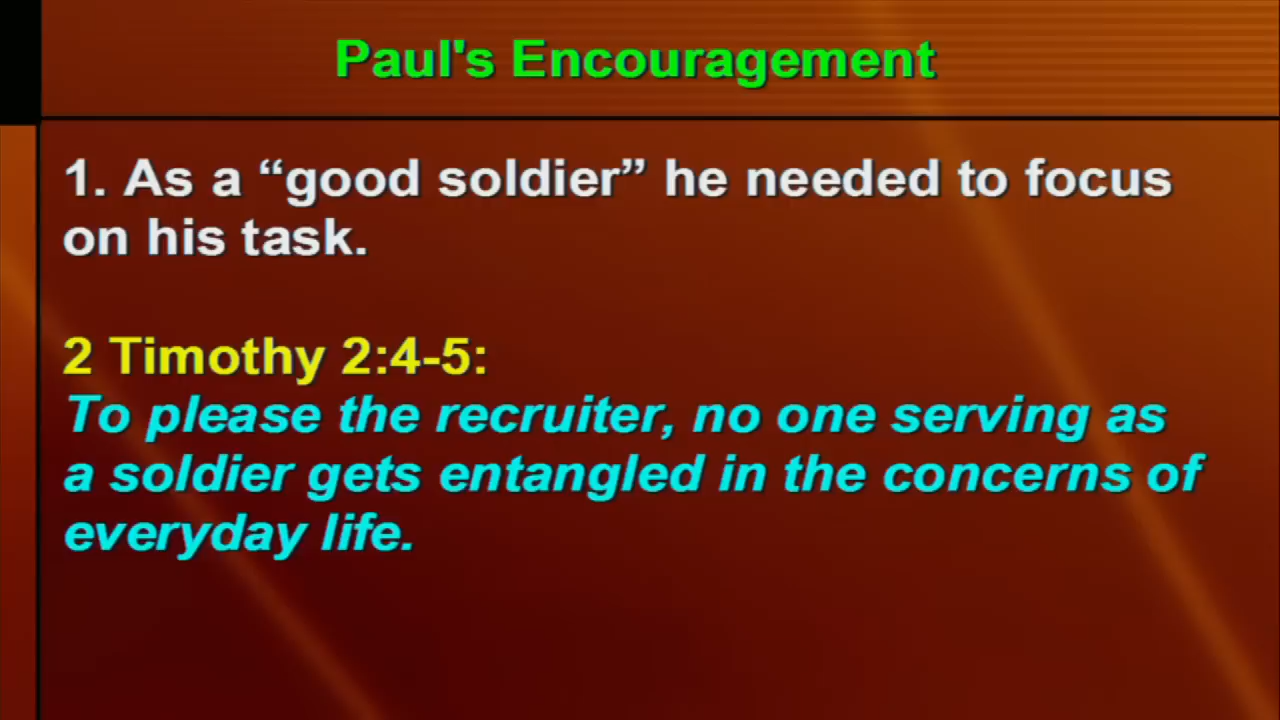 Paul's Encouragement
1. As a “good soldier” he needed to focus
on his task.
2 Timothy 2:4-5:
To please the recruiter, no one serving as
a soldier gets entangled in the concerns of
everyday life.